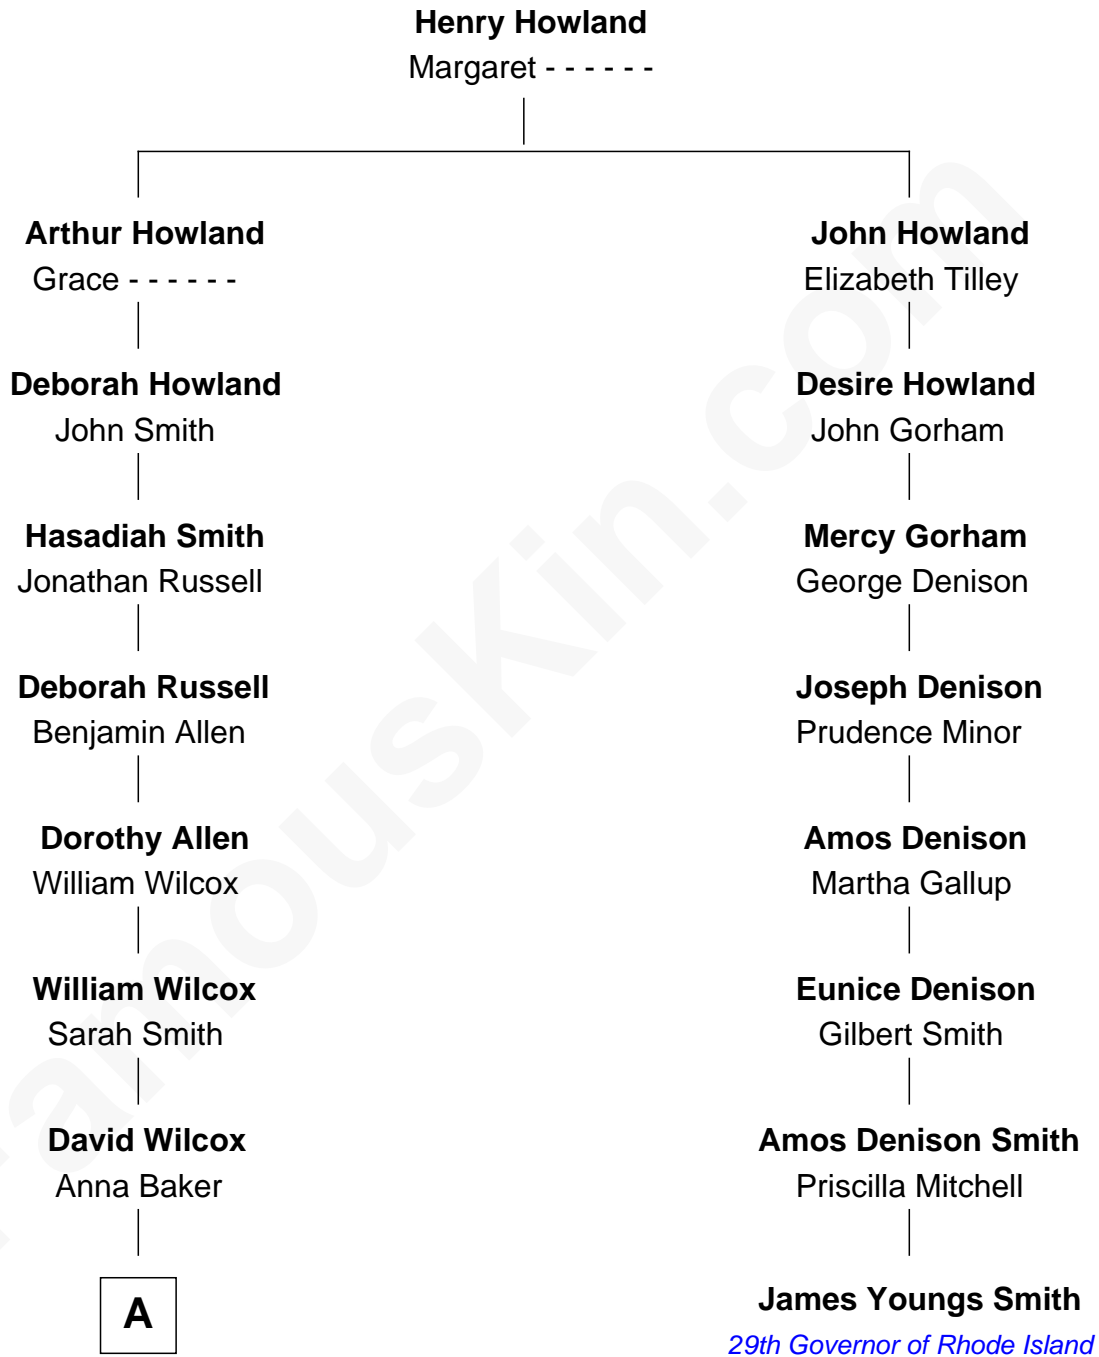 Henry Howland
Margaret - - - - - -
Arthur Howland
Grace - - - - - -
John Howland
Elizabeth Tilley
Deborah Howland
John Smith
Desire Howland
John Gorham
Hasadiah Smith
Jonathan Russell
Mercy Gorham
George Denison
Deborah Russell
Benjamin Allen
Joseph Denison
Prudence Minor
Dorothy Allen
William Wilcox
Amos Denison
Martha Gallup
William Wilcox
Sarah Smith
Eunice Denison
Gilbert Smith
David Wilcox
Anna Baker
Amos Denison Smith
Priscilla Mitchell
A
James Youngs Smith
29th Governor of Rhode Island
FamousKin.com